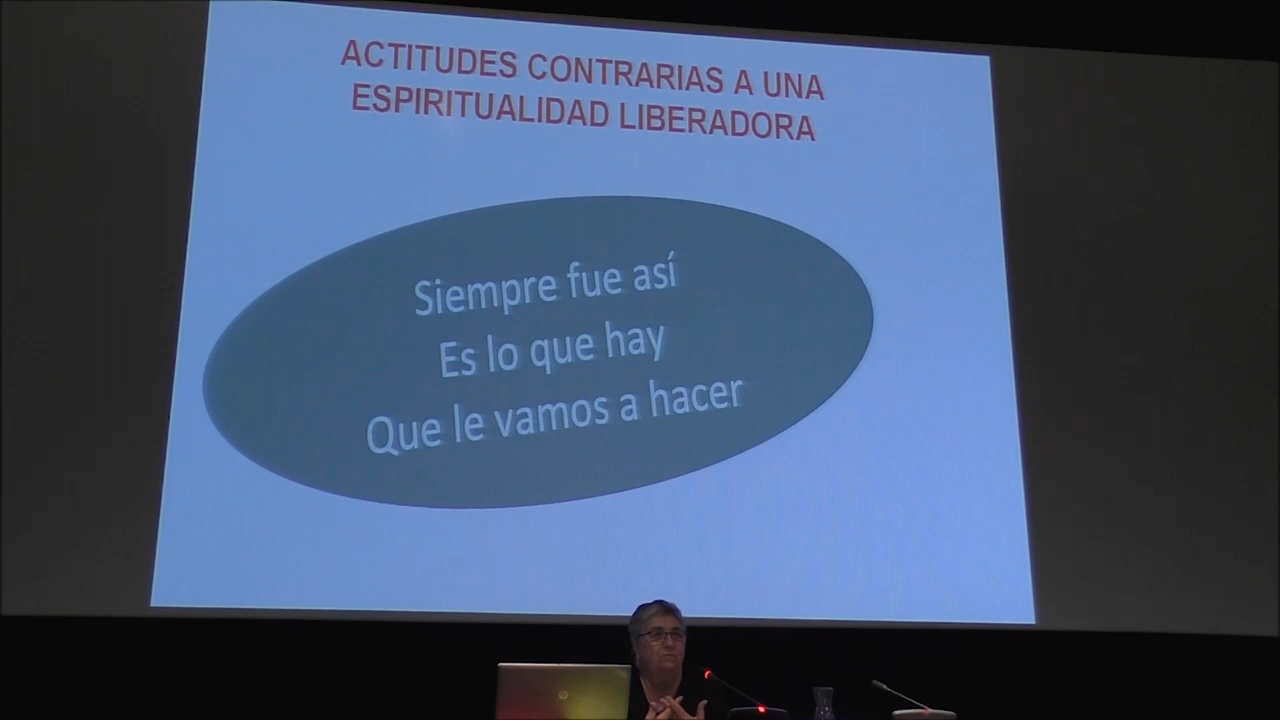 ACTITUDES CONTRARIAS A UNA
ESPIRITUALIDAD LIBERADORA
Siempre fue así
Es lo que hay
Que le vamos a hacer